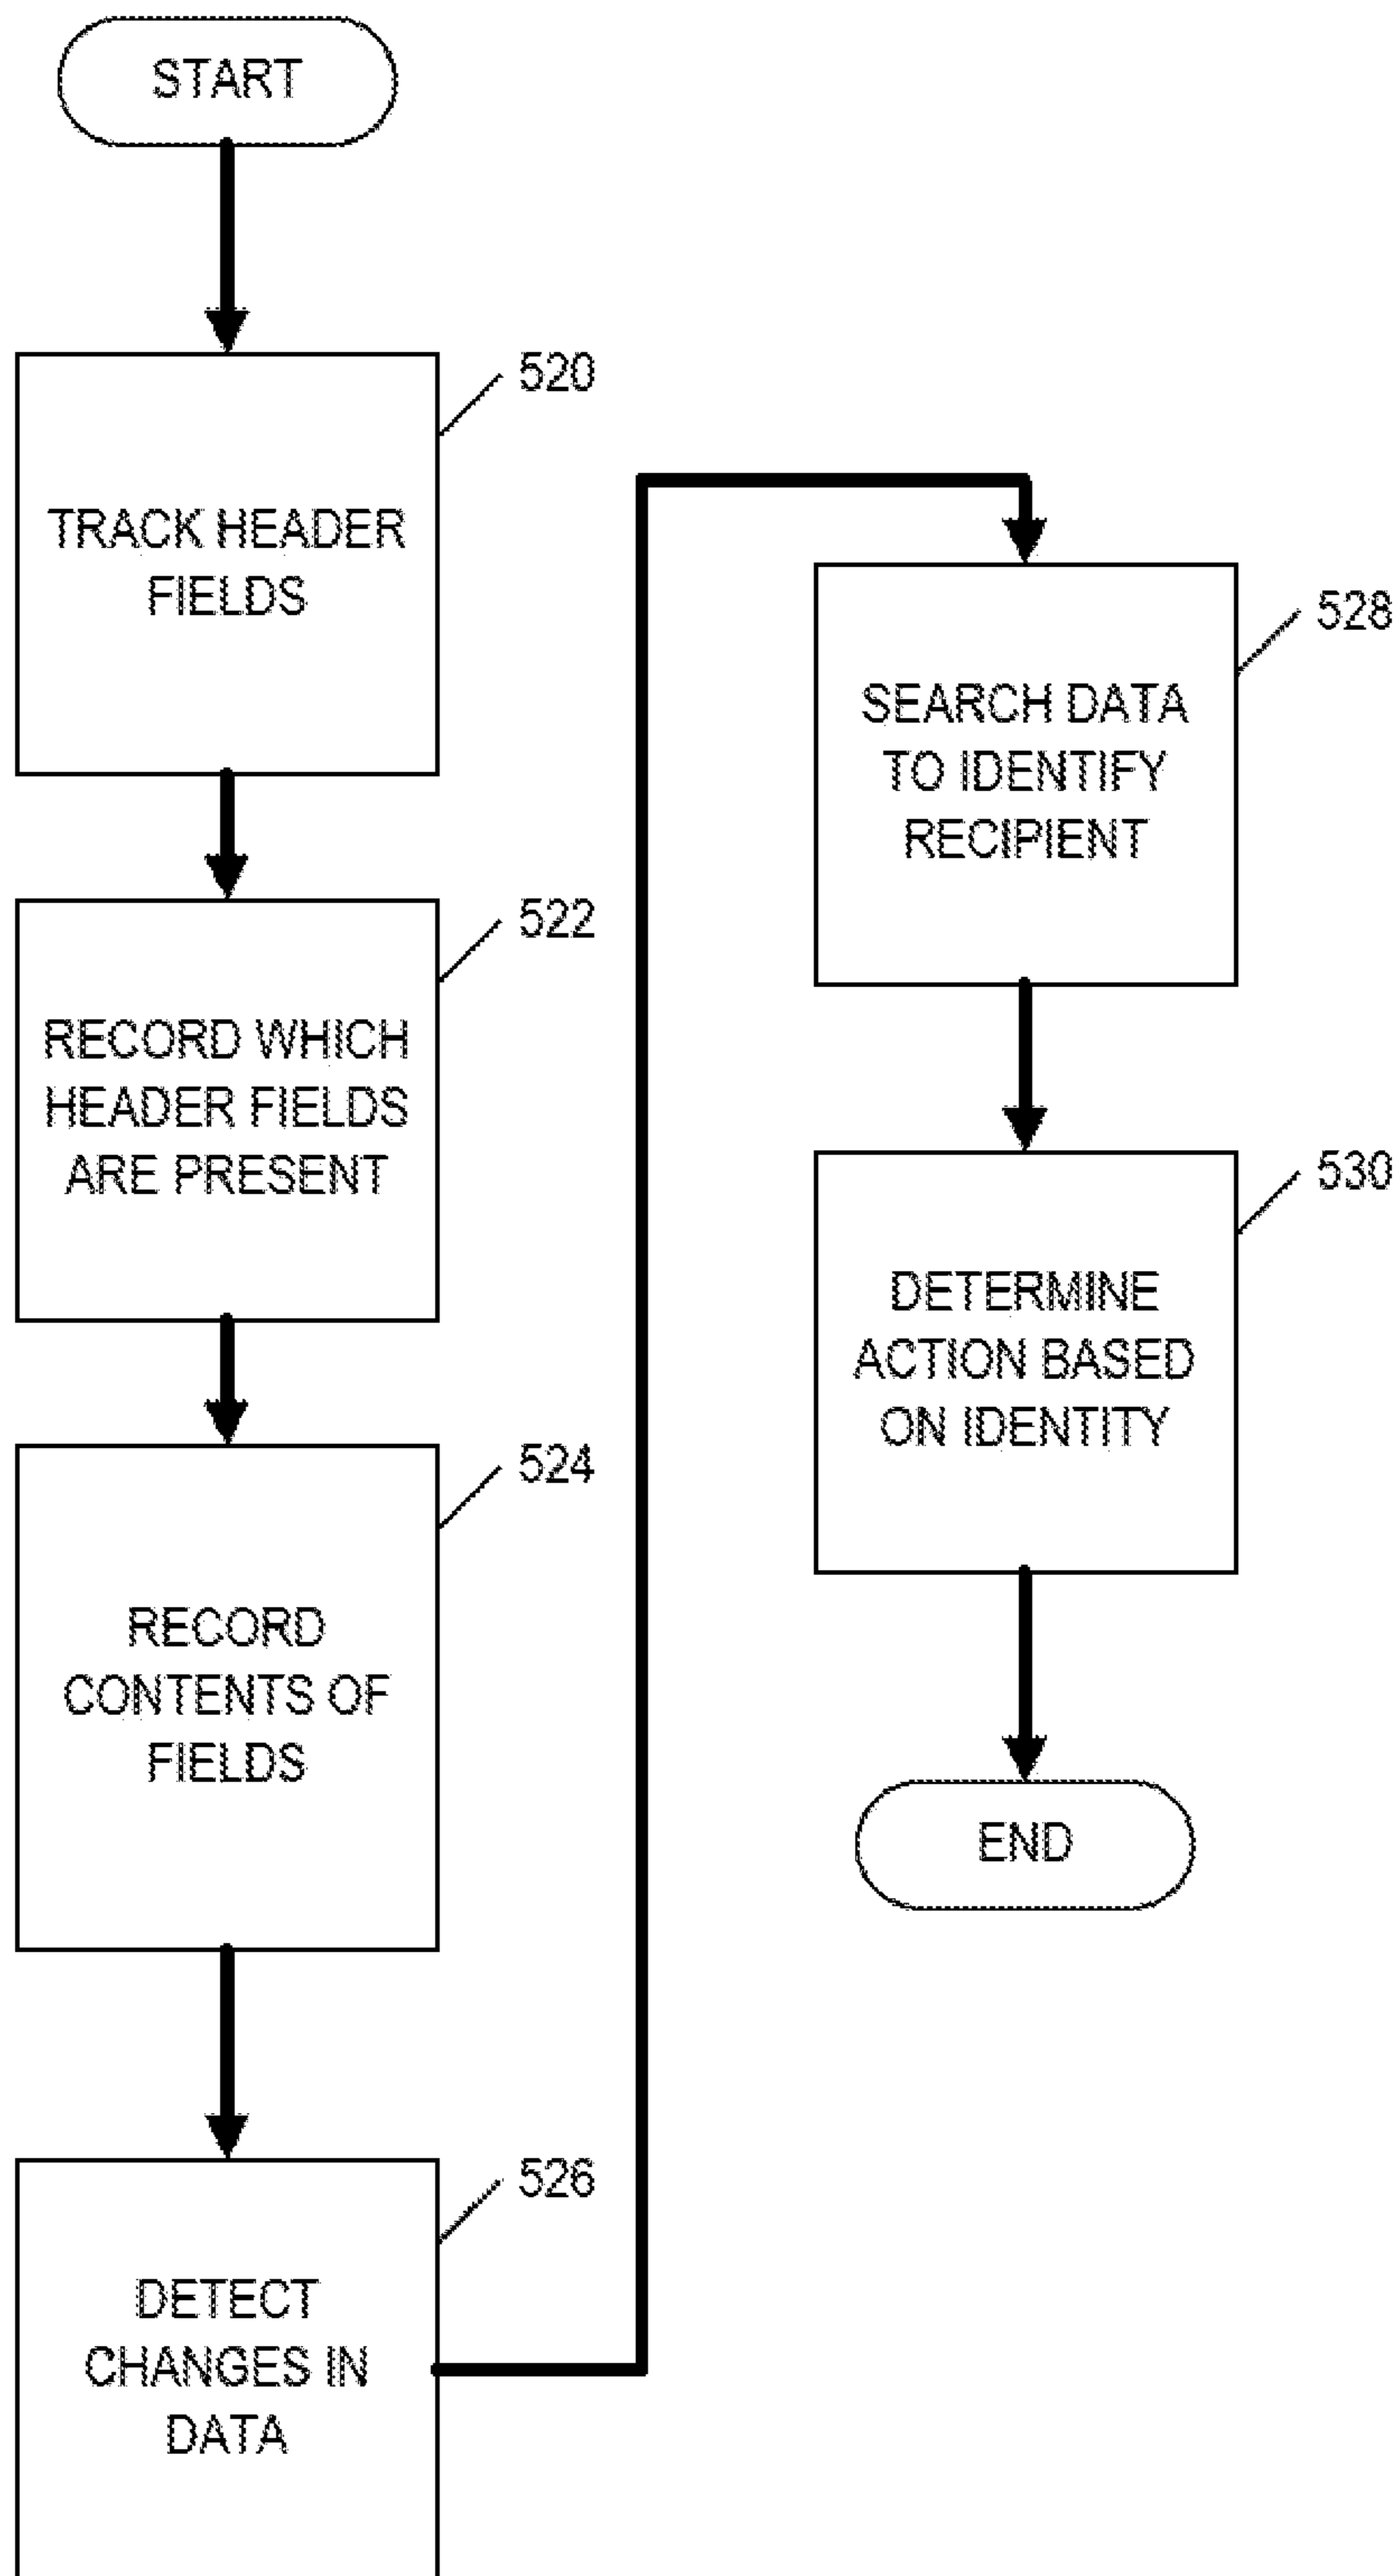 START
520
TRACK HEADER
FIELDS
522
RECORD WHICH
HEADER FIELDS
ARE PRESENT
524
RECORD
CONTENTS OF
FIELDS
526
DETECT
CHANGES IN
DATA
528
SEARCH DATA
TO IDENTIFY
RECIPIENT
530
DETERMINE
ACTION BASED
ON IDENTITY
END